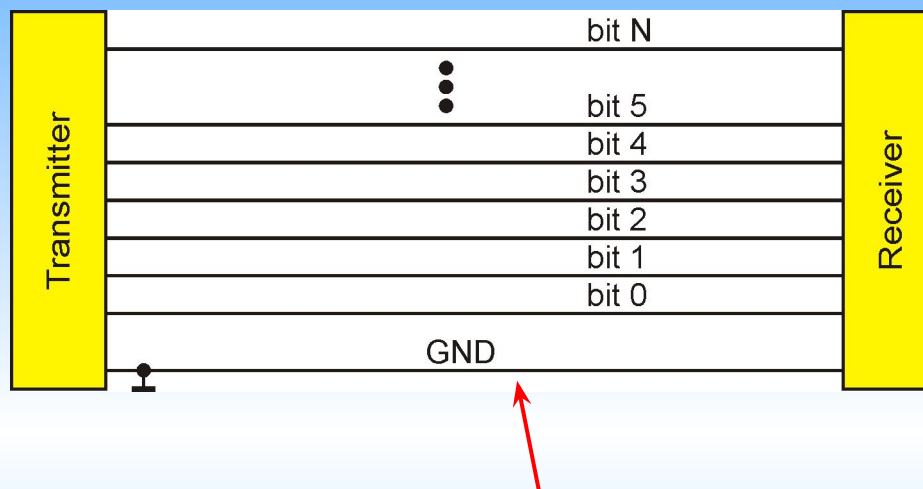 Transmitter
bit N
bit 5
bit 4
bit 3
bit 2
bit 1
bit 0
GND
Receiver